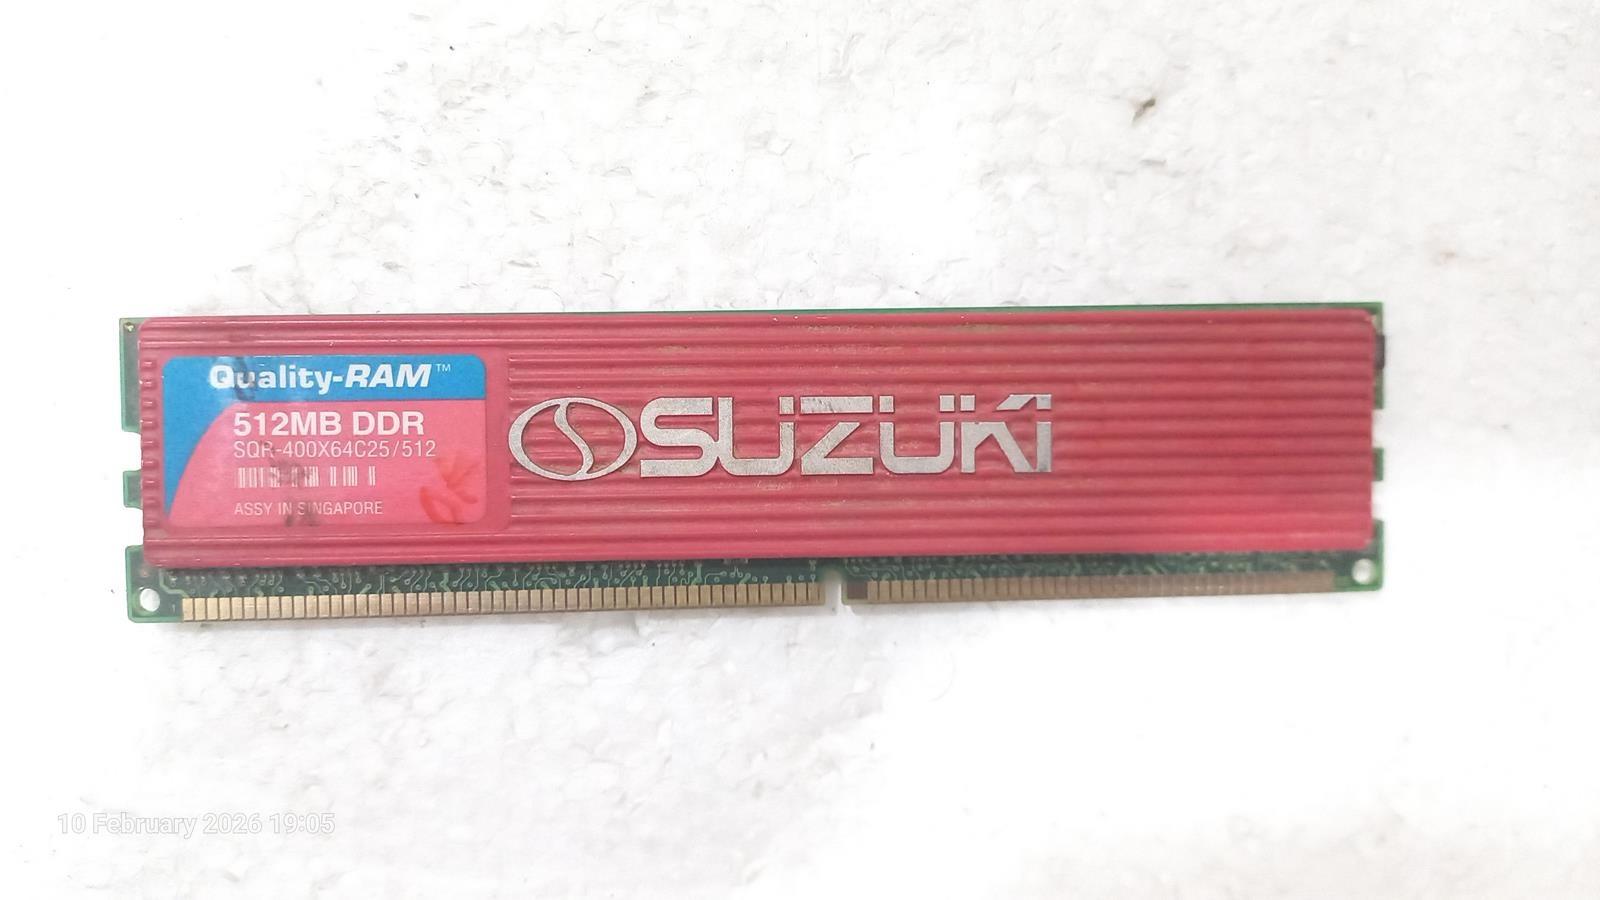 Quality-RAM™
512MB DDR
SQR-400X64C25/512
ASSY IN SINGAPORE
SUZUKI
10 February 2026 19:05